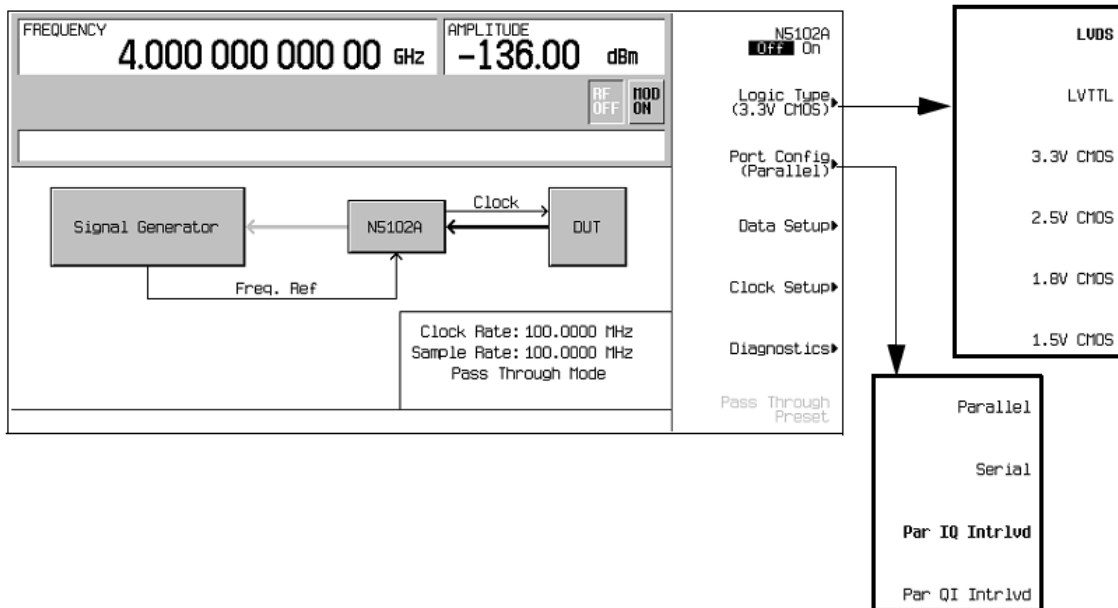 FREQUENCY
4.000 000 000 00 GHz
AMPLITUDE
-136.00 dBm
RF OFF
MOD ON
Signal Generator
N5102A
Clock
DUT
Freq. Ref
Clock Rate: 100.0000 MHz
Sample Rate: 100.0000 MHz
Pass Through Mode
N5102A
Off On
Logic Type
(3.3V CMOS)
Port Config
(Parallel)
Data Setup
Clock Setup
Diagnostics
Pass Through
Preset
LVDS
LVTTL
3.3V CMOS
2.5V CMOS
1.8V CMOS
1.5V CMOS
Parallel
Serial
Par IQ Intrlvd
Par QI Intrlvd